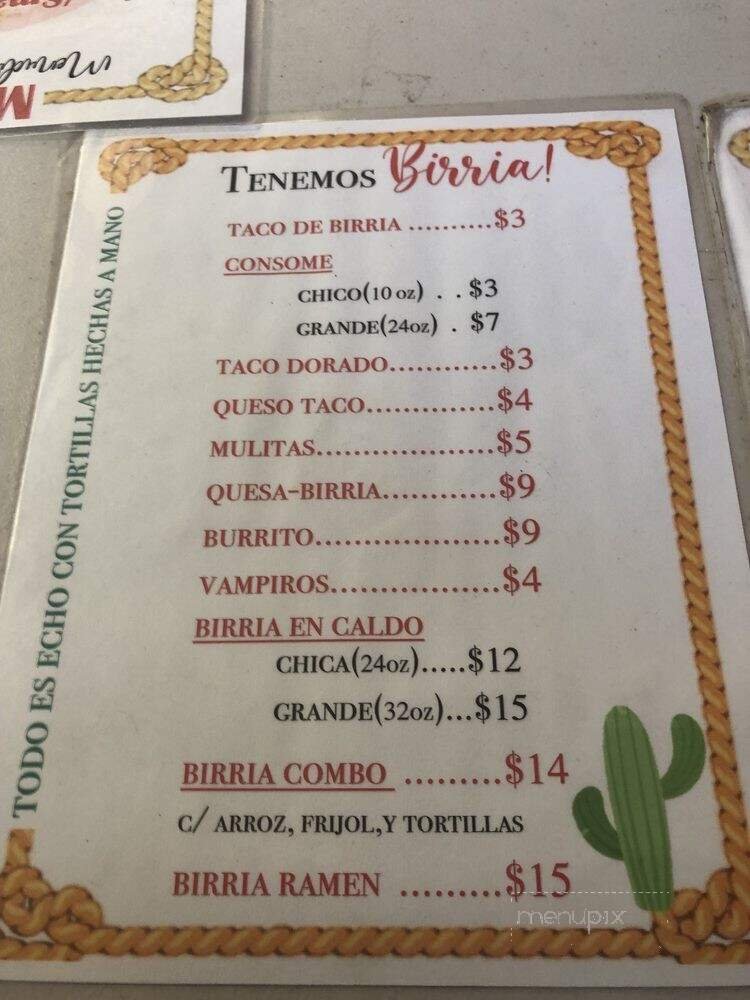 Menud
M
TENEMOS Birria!
TACO DE BIRRIA ..........$3
CONSOME
CHICO(10 oz) . . $3
GRANDE(24oz) . $7
TACO DORADO............$3
QUESO TACO..............$4
MULITAS....................$5
QUESA-BIRRIA............$9
BURRITO....................$9
VAMPIROS..................$4
BIRRIA EN CALDO
CHICA(24oz).....$12
GRANDE(32oz)...$15
BIRRIA COMBO .........$14
C/ ARROZ, FRIJOL,Y TORTILLAS
BIRRIA RAMEN .........$15
TODO ES ECHO CON TORTILLAS HECHAS A MANO
menupix